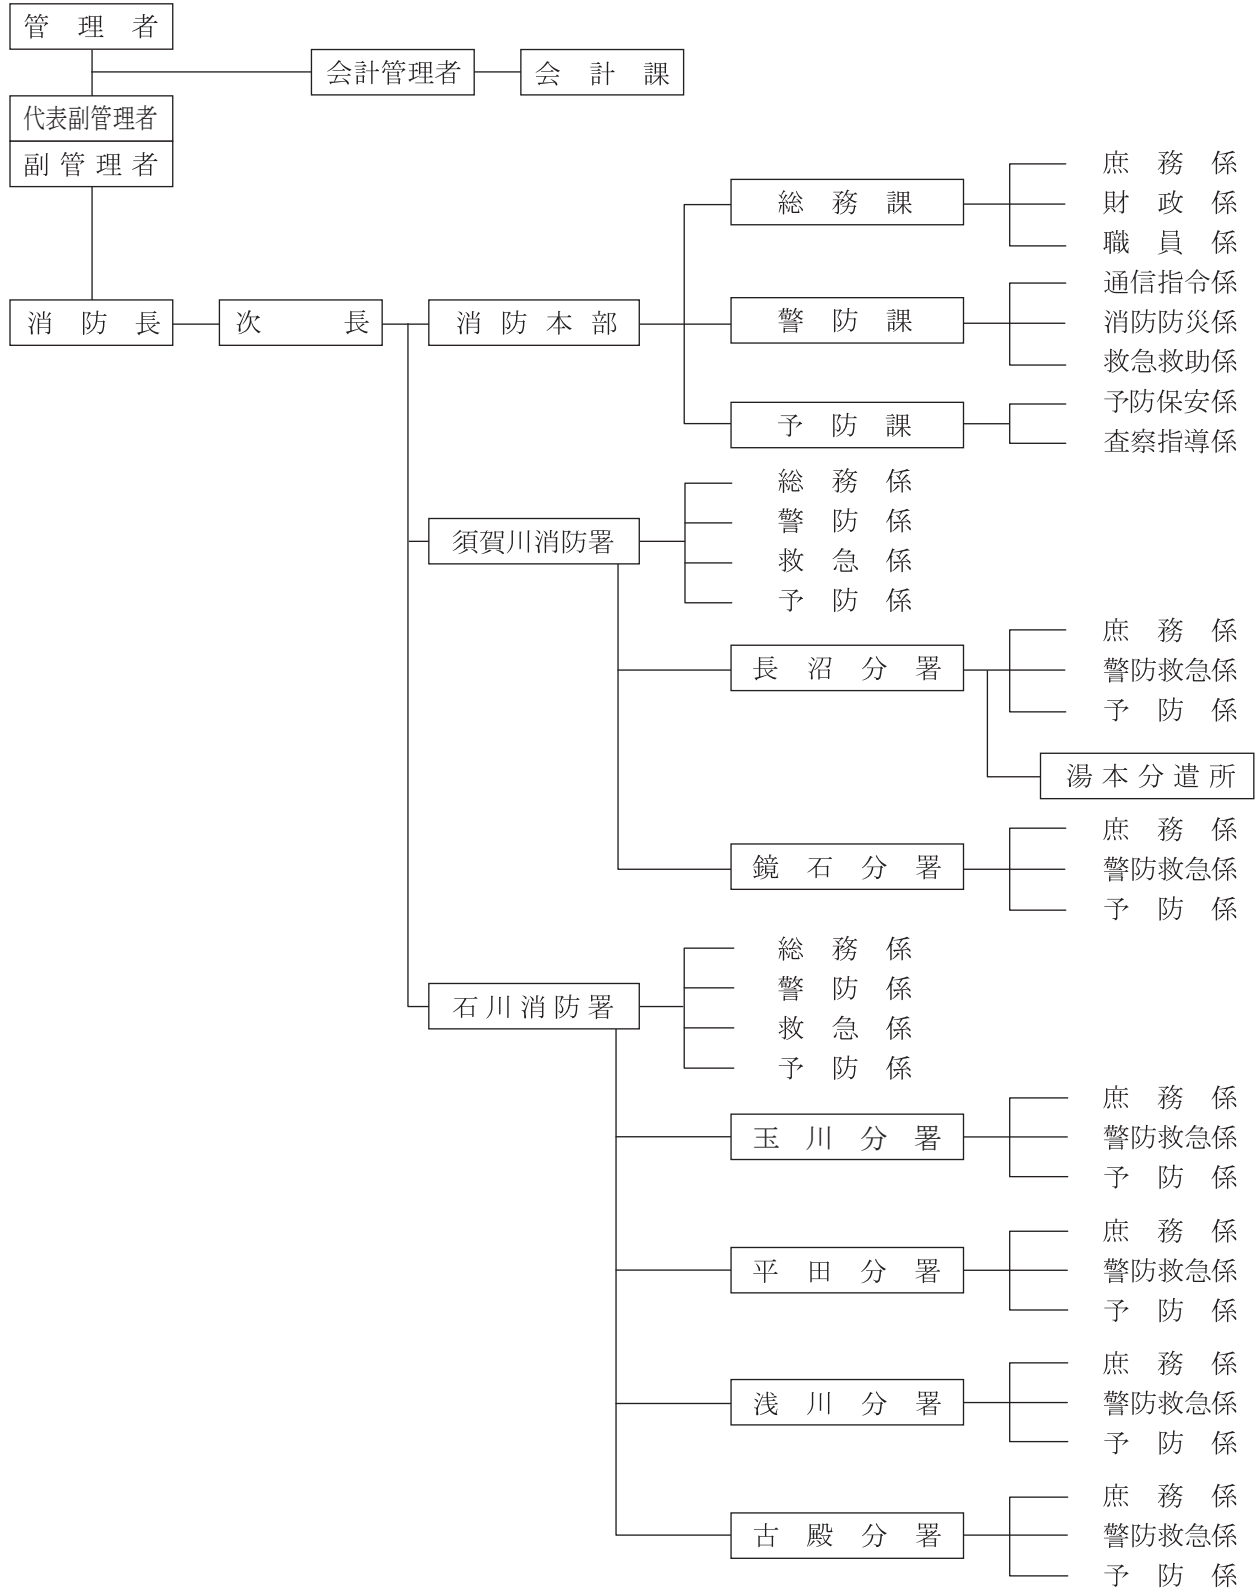 管理者
会計管理者
会計課
代表副管理者
副管理者
消防長
次長
消防本部
総務課
庶務係
財政係
職員係
警防課
通信指令係
消防防災係
救急救助係
予防課
予防保安係
査察指導係
須賀川消防署
総務係
警防係
救急係
予防係
長沼分署
庶務係
警防救急係
予防係
湯本分遣所
鏡石分署
庶務係
警防救急係
予防係
石川消防署
総務係
警防係
救急係
予防係
玉川分署
庶務係
警防救急係
予防係
平田分署
庶務係
警防救急係
予防係
浅川分署
庶務係
警防救急係
予防係
古殿分署
庶務係
警防救急係
予防係